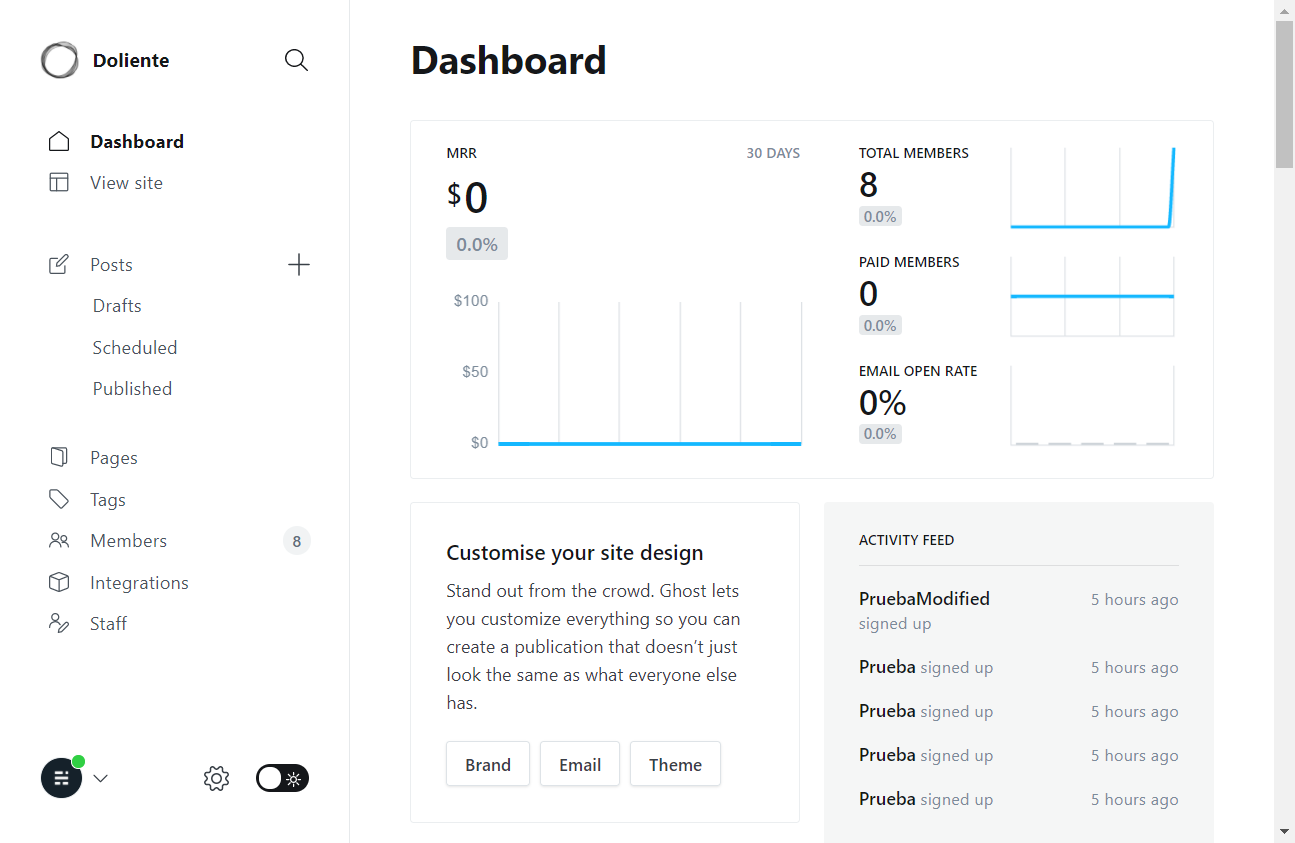 Doliente
Dashboard
View site
Posts
Drafts
Scheduled
Published
Pages
Tags
Members 8
Integrations
Staff
Dashboard
MRR 30 DAYS
$0
0.0%
$100
$50
$0
TOTAL MEMBERS
8
0.0%
PAID MEMBERS
0
0.0%
EMAIL OPEN RATE
0%
0.0%
Customise your site design
Stand out from the crowd. Ghost lets
you customize everything so you can
create a publication that doesn’t just
look the same as what everyone else
has.
Brand Email Theme
ACTIVITY FEED
PruebaModified 5 hours ago
signed up
Prueba signed up 5 hours ago
Prueba signed up 5 hours ago
Prueba signed up 5 hours ago
Prueba signed up 5 hours ago